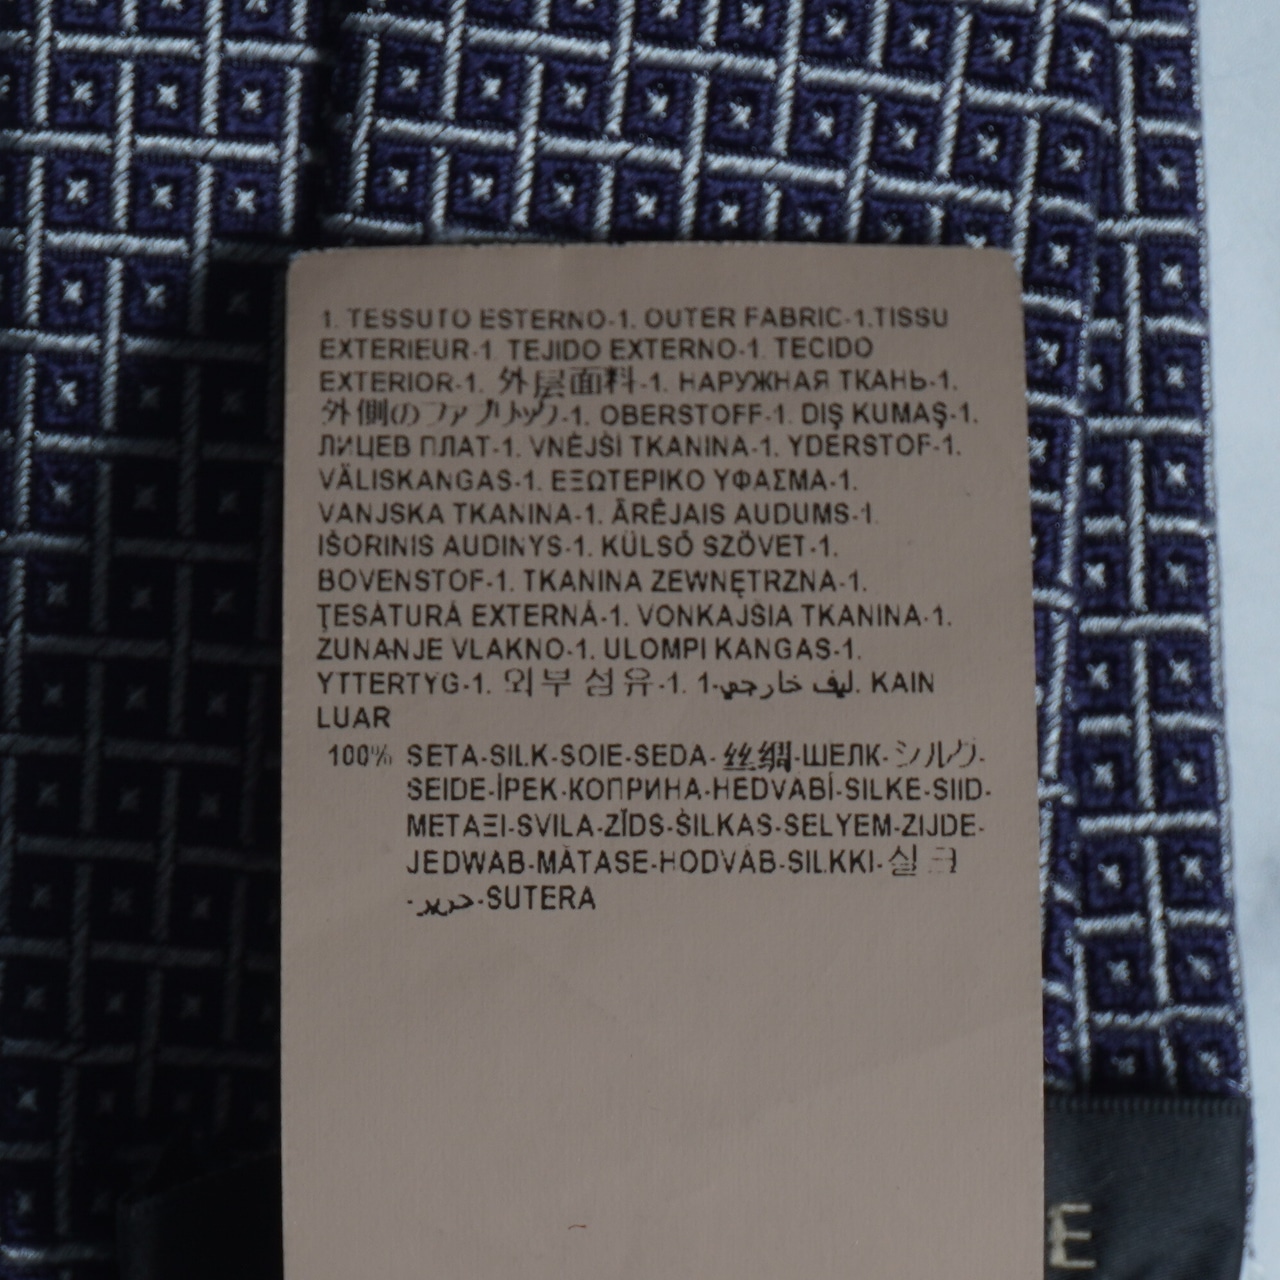 1. TESSUTO ESTERNO-1. OUTER FABRIC-1.TISSU
EXTERIEUR-1. TEJIDO EXTERNO-1. TECIDO
EXTERIOR-1. 外层面料-1. НАРУЖНАЯ ТКАНЬ-1.
外側のファブリック-1. OBERSTOFF-1. DIŞ KUMAŞ-1.
ЛИЦЕВ ПЛАТ-1. VNĚJŠÍ TKANINA-1. YDERSTOF-1.
VÄLISKANGAS-1. ΕΞΩΤΕΡΙΚΟ ΥΦΑΣΜΑ-1.
VANJSKA TKANINA-1. ĀRĒJAIS AUDUMS-1.
IŠORINIS AUDINYS-1. KÜLSŐ SZÖVET-1.
BOVENSTOF-1. TKANINA ZEWNĘTRZNA-1.
ŢESĂTURĂ EXTERNĂ-1. VONKAJŠIA TKANINA-1.
ZUNANJE VLAKNO-1. ULOMPI KANGAS-1.
YTTERTYG-1. 외부 섬유-1. 1-ليف خارجي. KAIN
LUAR
100% SETA-SILK-SOIE-SEDA-丝绸-ШЕЛК-シルク-
SEIDE-İPEK-КОПРИНА-HEDVÁBÍ-SILKE-SIID-
ΜΕΤΑΞΙ-SVILA-ZĪDS-ŠILKAS-SELYEM-ZIJDE-
JEDWAB-MĂTASE-HODVÁB-SILKKI-실크
-حرير-SUTERA
E